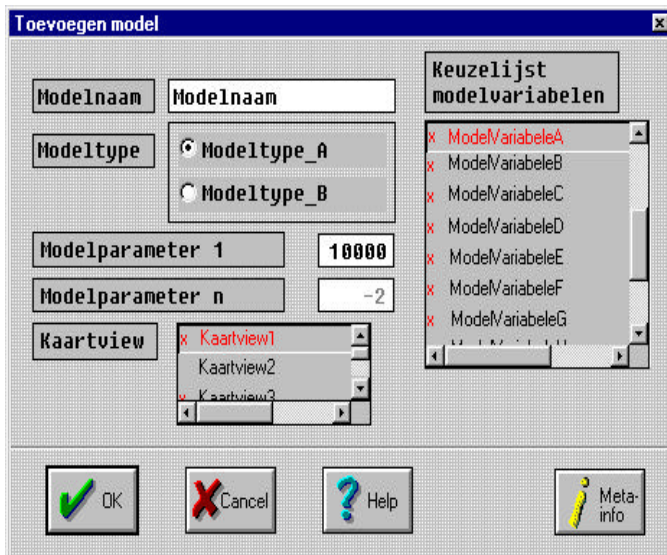 Toevoegen model
Modelnaam
Modelnaam
Modeltype
Modeltype_A
Modeltype_B
Modelparameter 1
10000
Modelparameter n
-2
Kaartview
x Kaartview1
Kaartview2
x Kaartview3
Keuzelijst
modelvariabelen
x ModelVariabeleA
x ModelVariabeleB
x ModelVariabeleC
x ModelVariabeleD
x ModelVariabeleE
x ModelVariabeleF
x ModelVariabeleG
OK
Cancel
Help
Meta-
info